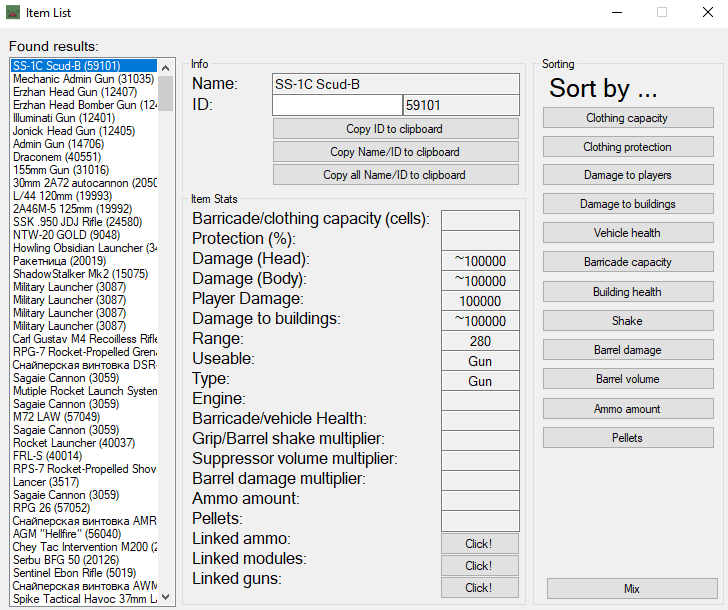 Item List
Found results:
SS-1C Scud-B (59101)
Mechanic Admin Gun (31035)
Erzhan Head Gun (12407)
Erzhan Head Bomber Gun (124
Illuminati Gun (12401)
Jonick Head Gun (12405)
Admin Gun (14706)
Draconem (40551)
155mm Gun (31016)
30mm 2A72 autocannon (2050
L/44 120mm (19993)
2A46M-5 125mm (19992)
SSK .950 JDJ Rifle (24580)
NTW-20 GOLD (9048)
Howling Obsidian Launcher (34
Ракетница (20019)
ShadowStalker Mk2 (15075)
Military Launcher (3087)
Military Launcher (3087)
Military Launcher (3087)
Military Launcher (3087)
Carl Gustav M4 Recoilless Rifle
RPG-7 Rocket-Propelled Grena
Снайперская винтовка DSR-
Sagaie Cannon (3059)
Mutiple Rocket Launch System
Sagaie Cannon (3059)
M72 LAW (57049)
Sagaie Cannon (3059)
Rocket Launcher (40037)
FRL-S (40014)
RPS-7 Rocket-Propelled Shov
Lancer (3517)
Sagaie Cannon (3059)
RPG 26 (57052)
Снайперская винтовка AMR
AGM "Hellfire" (56040)
Chey Tac Intervention M200 (2
Serbu BFG 50 (20126)
Sentinel Ebon Rifle (5019)
Снайперская винтовка AWM
Spike Tactical Havoc 37mm L
Info
Name: SS-1C Scud-B
ID: 59101
Copy ID to clipboard
Copy Name/ID to clipboard
Copy all Name/ID to clipboard
Item Stats
Barricade/clothing capacity (cells):
Protection (%):
Damage (Head): ~100000
Damage (Body): ~100000
Player Damage: 100000
Damage to buildings: ~100000
Range: 280
Useable: Gun
Type: Gun
Engine:
Barricade/vehicle Health:
Grip/Barrel shake multiplier:
Suppressor volume multiplier:
Barrel damage multiplier:
Ammo amount:
Pellets:
Linked ammo: Click!
Linked modules: Click!
Linked guns: Click!
Sorting
Sort by ...
Clothing capacity
Clothing protection
Damage to players
Damage to buildings
Vehicle health
Barricade capacity
Building health
Shake
Barrel damage
Barrel volume
Ammo amount
Pellets
Mix